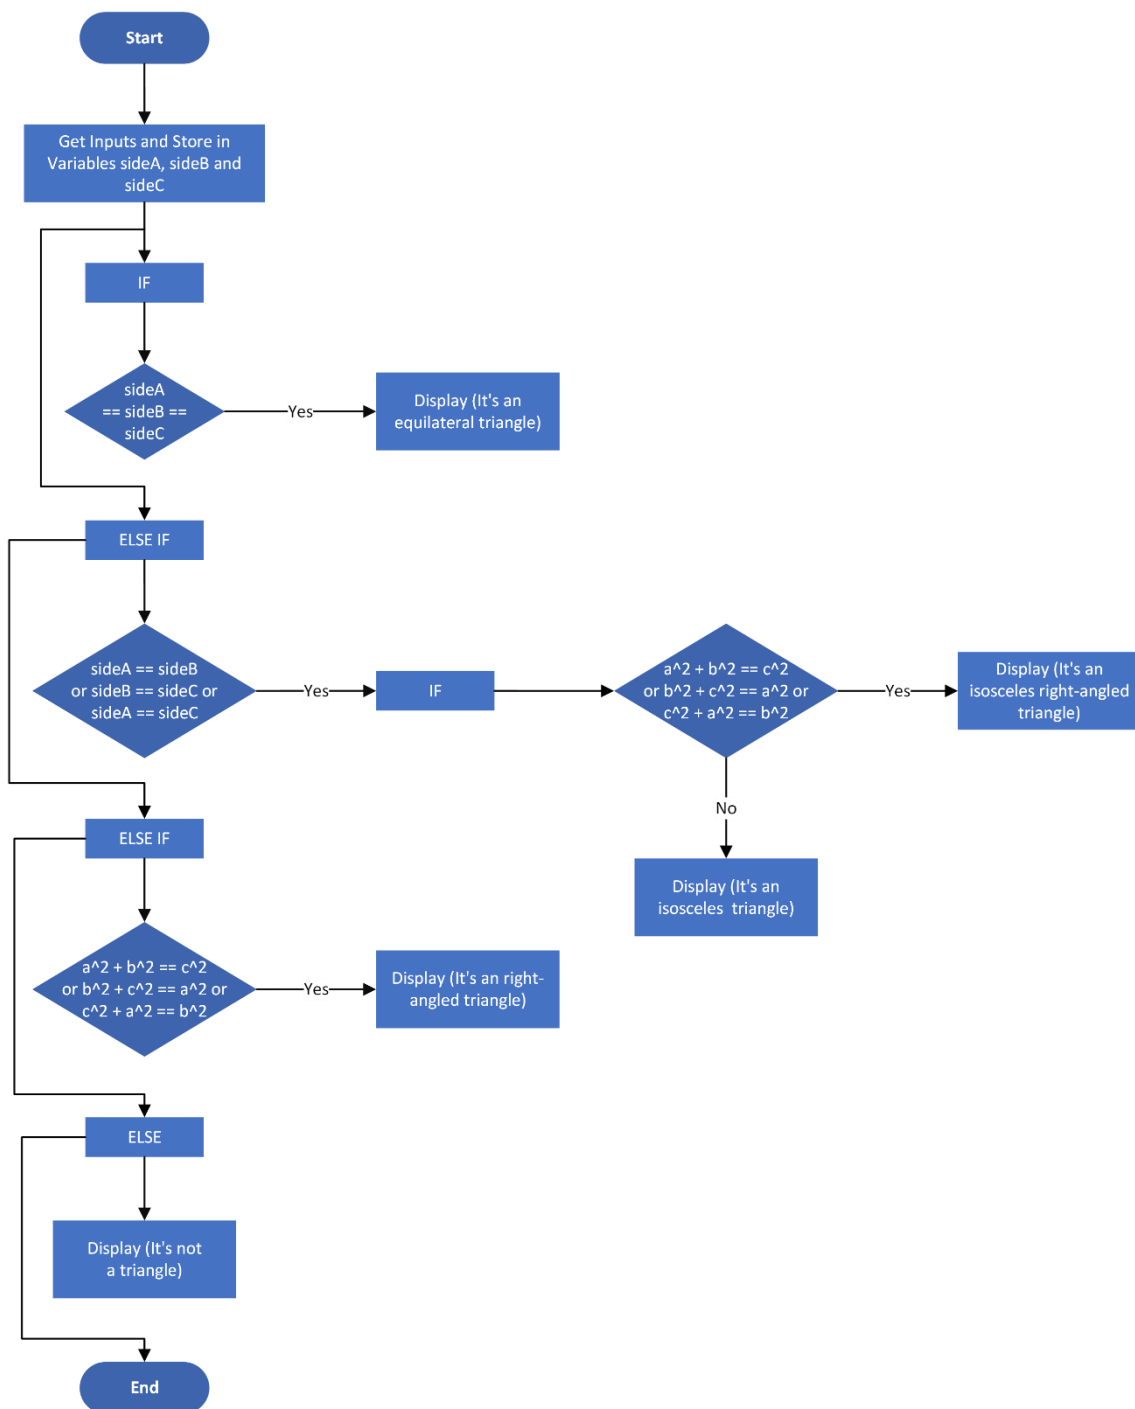 Start
Get Inputs and Store in
Variables sideA, sideB and
sideC
IF
sideA
== sideB ==
sideC
Yes
Display (It's an
equilateral triangle)
ELSE IF
sideA == sideB
or sideB == sideC or
sideA == sideC
Yes
IF
a^2 + b^2 == c^2
or b^2 + c^2 == a^2 or
c^2 + a^2 == b^2
Yes
Display (It's an
isosceles right-angled
triangle)
No
Display (It's an
isosceles  triangle)
ELSE IF
a^2 + b^2 == c^2
or b^2 + c^2 == a^2 or
c^2 + a^2 == b^2
Yes
Display (It's an right-
angled triangle)
ELSE
Display (It's not
a triangle)
End